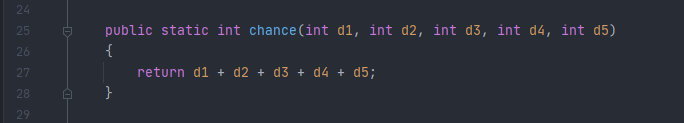 24
25 public static int chance(int d1, int d2, int d3, int d4, int d5)
26 {
27 return d1 + d2 + d3 + d4 + d5;
28 }
29